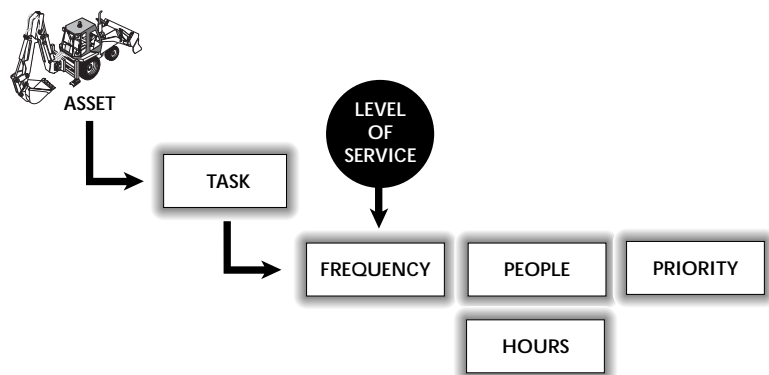 ASSET
LEVEL
OF
SERVICE
TASK
FREQUENCY
PEOPLE
PRIORITY
HOURS